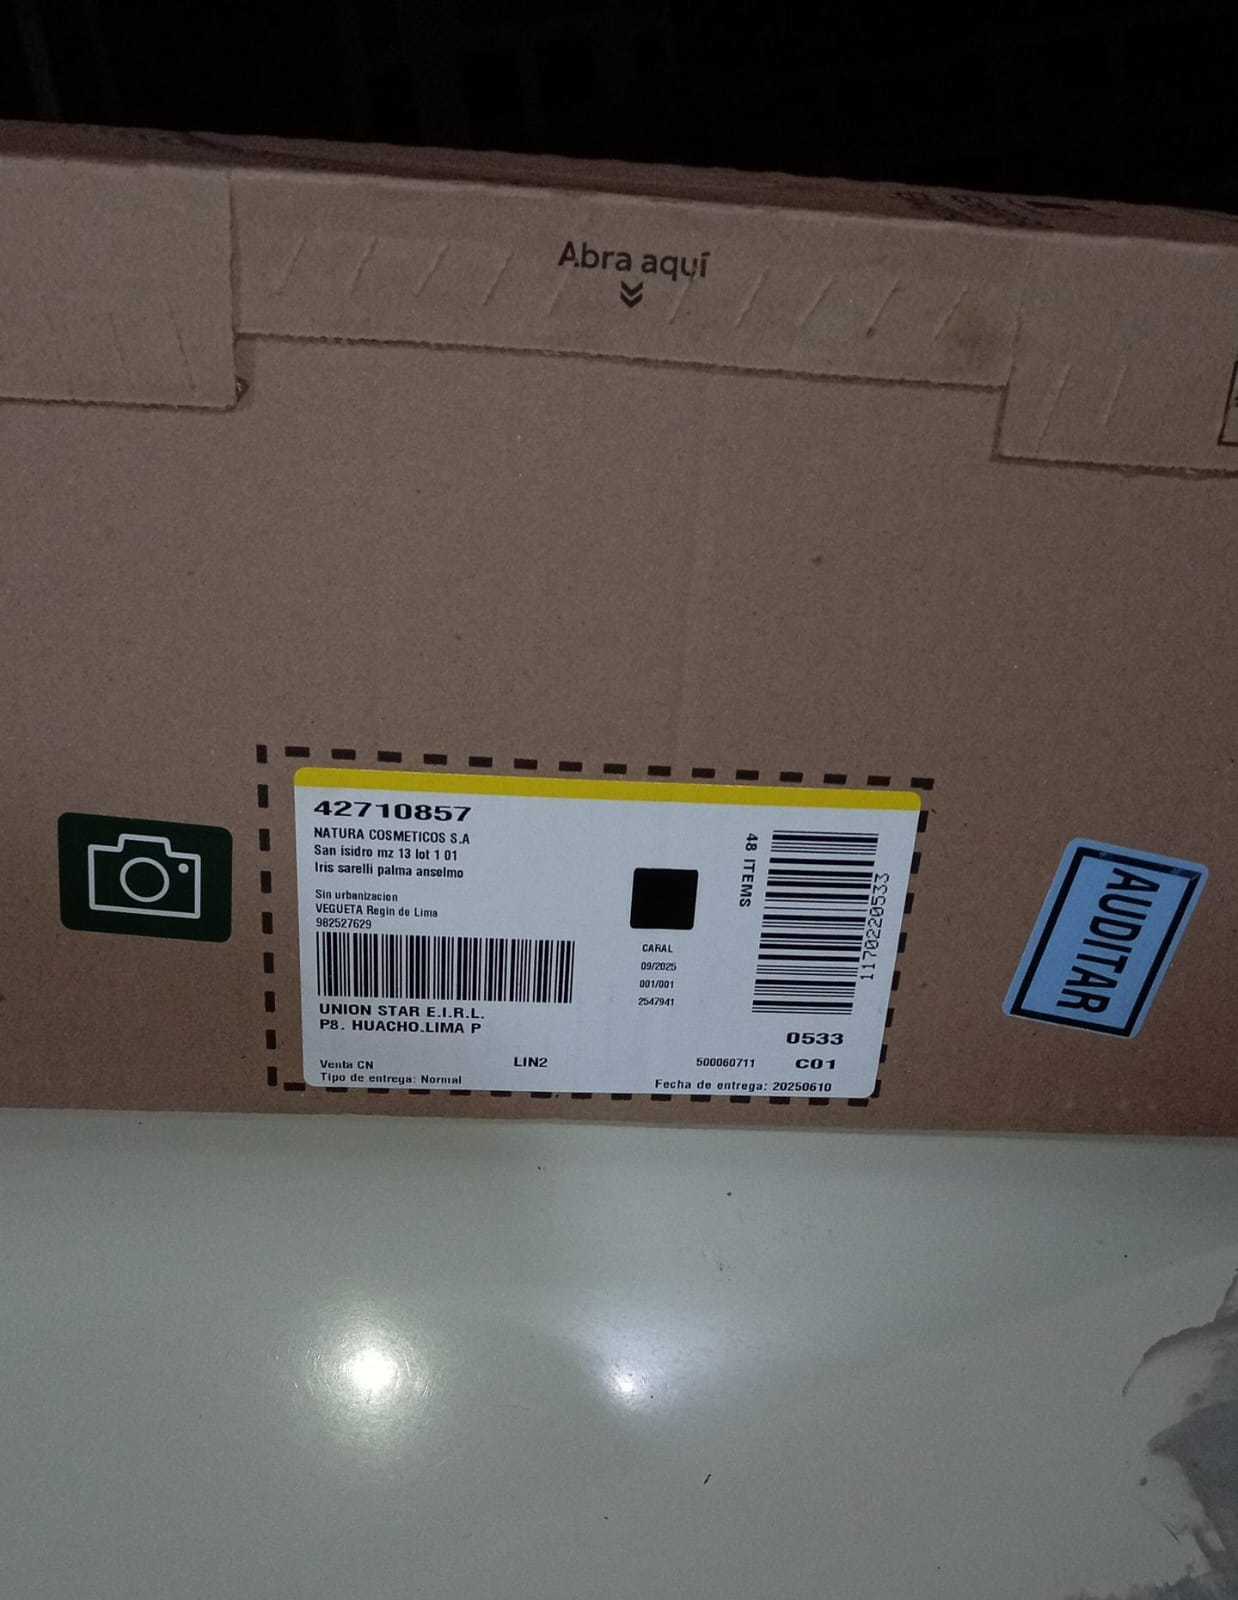 Abra aquí
42710857
NATURA COSMETICOS S.A
San isidro mz 13 lot 1 01
Iris sarelli palma anselmo
Sin urbanizacion
VEGUETA Regin de Lima
982527629
UNION STAR E.I.R.L.
P8. HUACHO.LIMA P
Venta CN
Tipo de entrega: Normal
LIN2
CARAL
09/2025
001/001
2547941
48 ITEMS
1170220533
0533
500060711 C01
Fecha de entrega: 20250610
AUDITAR